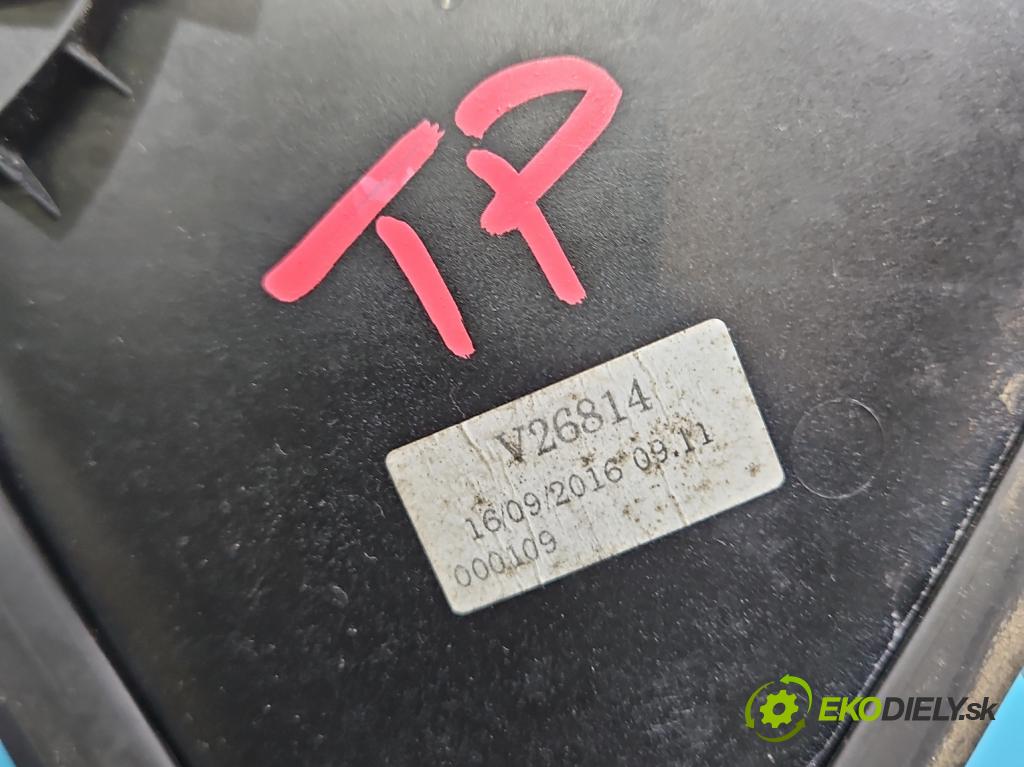 TP
V26814
16/09/2016 09.11
000109
EKODIELY.sk